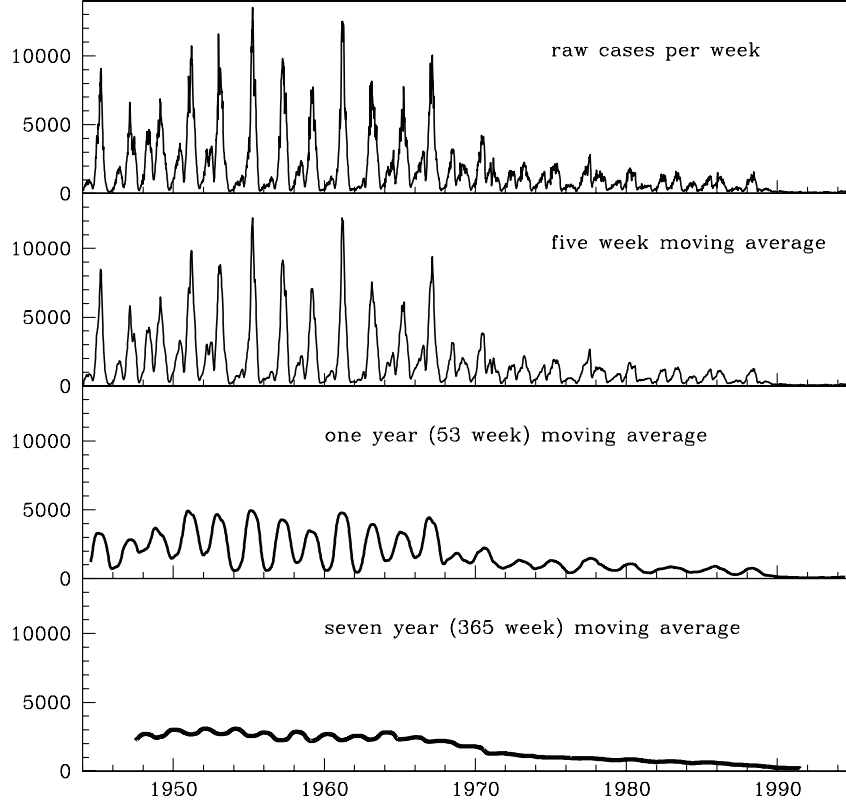 raw cases per week
10000
5000
0
five week moving average
10000
5000
0
one year (53 week) moving average
10000
5000
0
seven year (365 week) moving average
10000
5000
0
1950 1960 1970 1980 1990